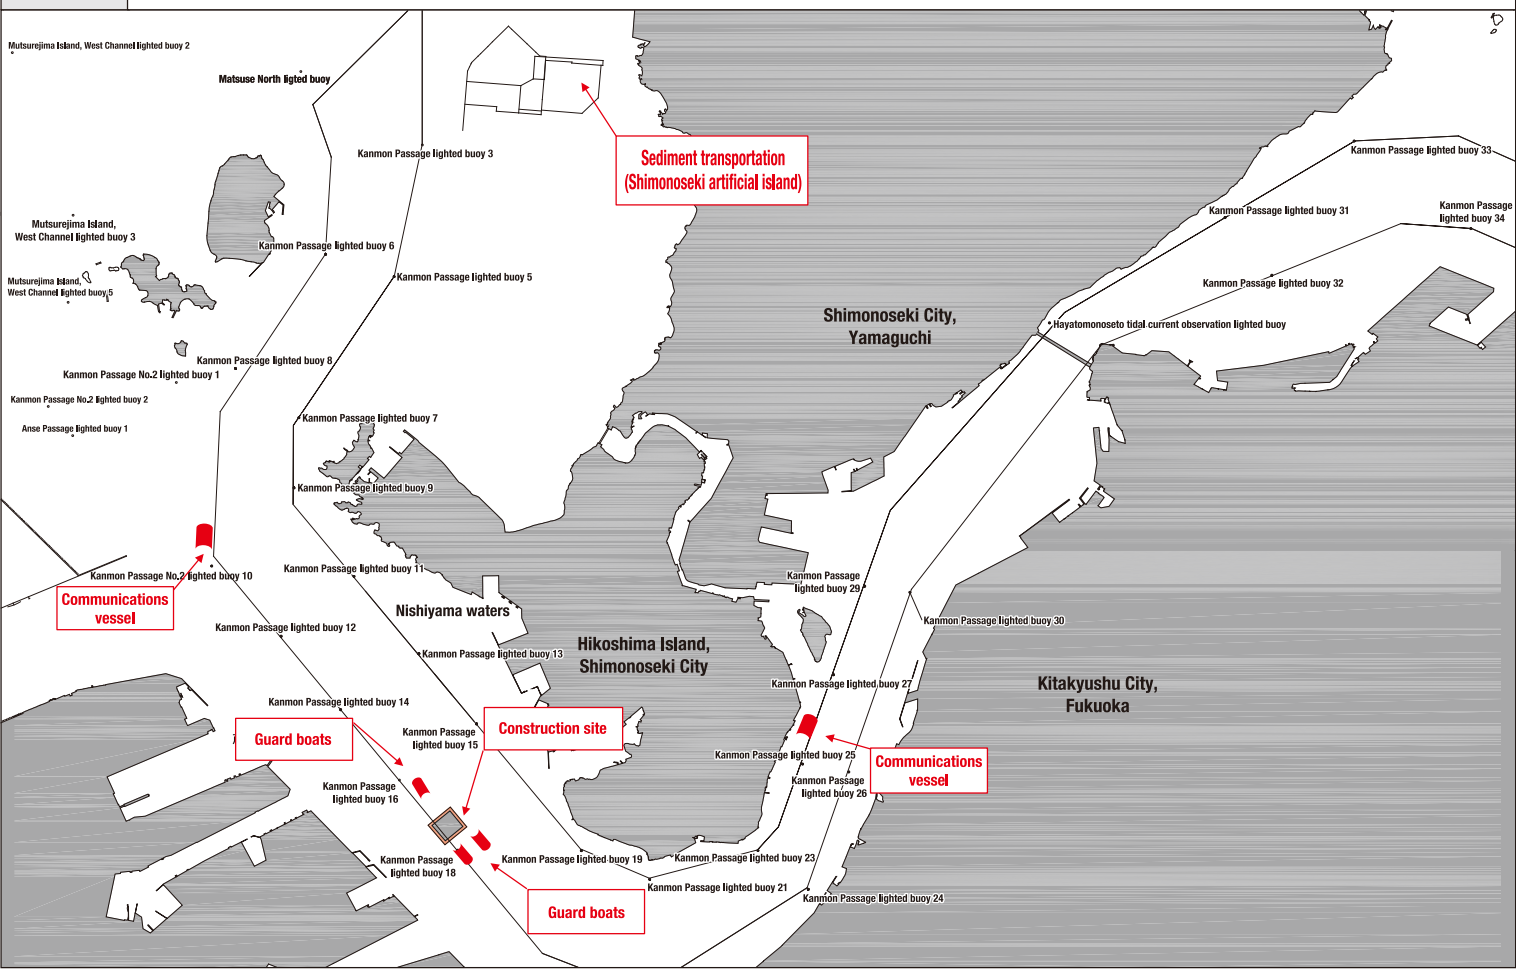 Mutsurejima Island, West Channel lighted buoy 2
Matsuse North ligted buoy
Kanmon Passage lighted buoy 3
Sediment transportation
(Shimonoseki artificial island)
Kanmon Passage lighted buoy 33
Kanmon Passage lighted buoy 31
Kanmon Passage
lighted buoy 34
Mutsurejima Island,
West Channel lighted buoy 3
Kanmon Passage lighted buoy 6
Kanmon Passage lighted buoy 5
Mutsurejima Island,
West Channel lighted buoy 5
Kanmon Passage lighted buoy 32
Shimonoseki City,
Yamaguchi
Hayatomonoseto tidal current observation lighted buoy
Kanmon Passage lighted buoy 8
Kanmon Passage No.2 lighted buoy 1
Kanmon Passage No.2 lighted buoy 2
Anse Passage lighted buoy 1
Kanmon Passage lighted buoy 7
Kanmon Passage lighted buoy 9
Kanmon Passage No.2 lighted buoy 10
Kanmon Passage lighted buoy 11
Kanmon Passage
lighted buoy 29
Communications
vessel
Nishiyama waters
Kanmon Passage lighted buoy 12
Kanmon Passage lighted buoy 30
Kanmon Passage lighted buoy 13
Hikoshima Island,
Shimonoseki City
Kanmon Passage lighted buoy 27
Kitakyushu City,
Fukuoka
Kanmon Passage lighted buoy 14
Guard boats
Kanmon Passage
lighted buoy 15
Construction site
Kanmon Passage lighted buoy 25
Communications
vessel
Kanmon Passage
lighted buoy 16
Kanmon Passage
lighted buoy 26
Kanmon Passage
lighted buoy 18
Kanmon Passage lighted buoy 19
Kanmon Passage lighted buoy 23
Kanmon Passage lighted buoy 21
Kanmon Passage lighted buoy 24
Guard boats